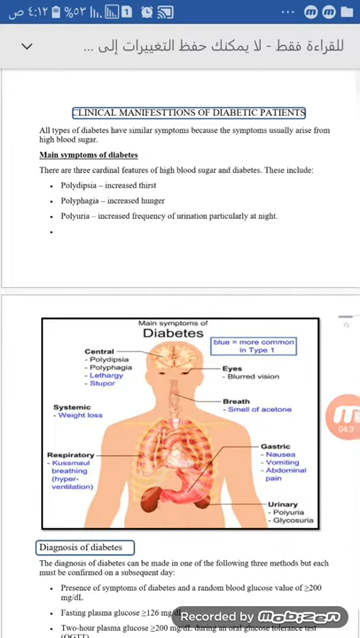 ٤:١٢ ص
٥٣%
للقراءة فقط - لا يمكنك حفظ التغييرات إلى ...
CLINICAL MANIFESTTIONS OF DIABETIC PATIENTS
All types of diabetes have similar symptoms because the symptoms usually arise from
high blood sugar.
Main symptoms of diabetes
There are three cardinal features of high blood sugar and diabetes. These include:
• Polydipsia – increased thirst
• Polyphagia – increased hunger
• Polyuria – increased frequency of urination particularly at night.
•
Main symptoms of
Diabetes
blue = more common
in Type 1
Central
- Polydipsia
- Polyphagia
- Lethargy
- Stupor
Eyes
- Blurred vision
Breath
- Smell of acetone
Systemic
- Weight loss
Respiratory
- Kussmaul
breathing
(hyper-
ventilation)
Gastric
- Nausea
- Vomiting
- Abdominal
pain
Urinary
- Polyuria
- Glycosuria
Diagnosis of diabetes
The diagnosis of diabetes can be made in one of the following three methods but each
must be confirmed on a subsequent day:
• Presence of symptoms of diabetes and a random blood glucose value of ≥200
mg/dL
• Fasting plasma glucose ≥126 mg/dL
• Two-hour plasma glucose ≥200 mg/dL during an oral glucose tolerance test
(OGTT)
Recorded by Mobizen